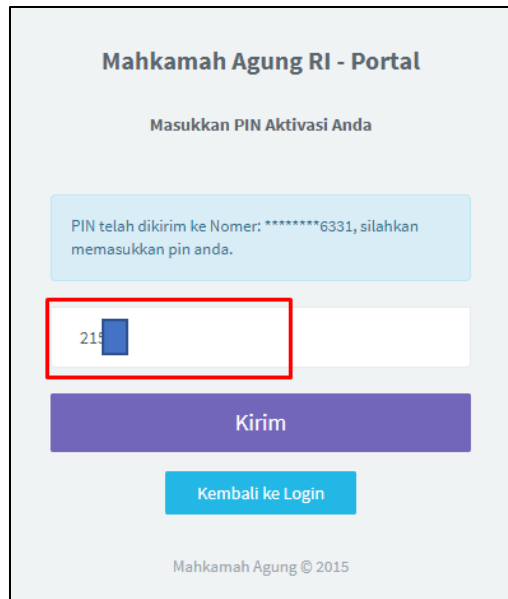 Mahkamah Agung RI - Portal
Masukkan PIN Aktivasi Anda
PIN telah dikirim ke Nomer: ********6331, silahkan
memasukkan pin anda.
215
Kirim
Kembali ke Login
Mahkamah Agung © 2015